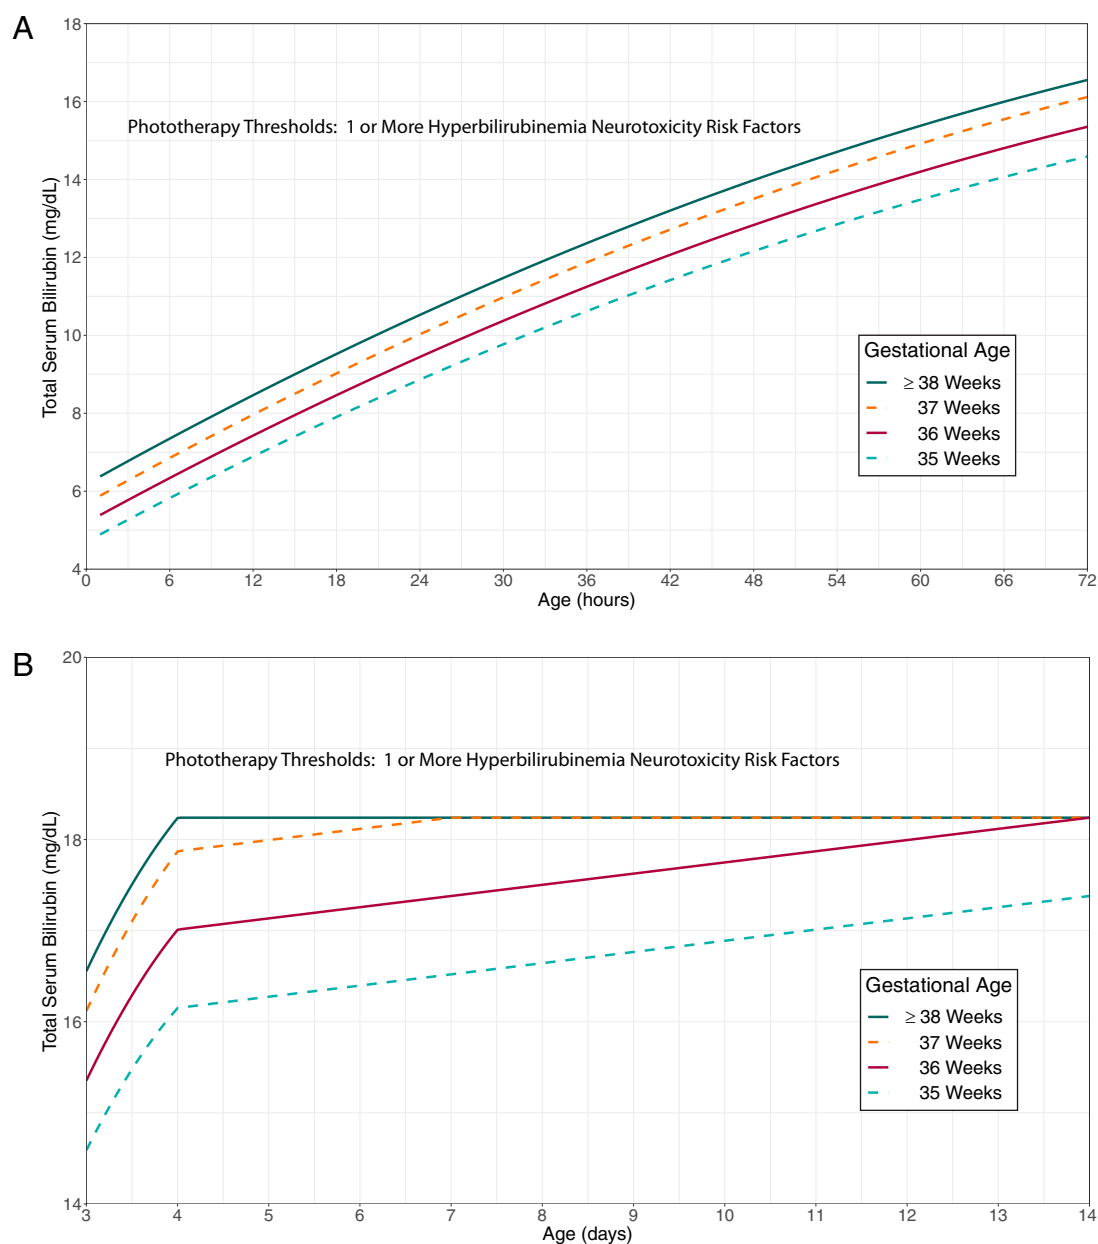 A
18
16
14
12
10
8
6
4
Total Serum Bilirubin (mg/dL)
Phototherapy Thresholds: 1 or More Hyperbilirubinemia Neurotoxicity Risk Factors
Gestational Age
≥ 38 Weeks
37 Weeks
36 Weeks
35 Weeks
0 6 12 18 24 30 36 42 48 54 60 66 72
Age (hours)
B
20
18
16
14
Total Serum Bilirubin (mg/dL)
Phototherapy Thresholds: 1 or More Hyperbilirubinemia Neurotoxicity Risk Factors
Gestational Age
≥ 38 Weeks
37 Weeks
36 Weeks
35 Weeks
3 4 5 6 7 8 9 10 11 12 13 14
Age (days)